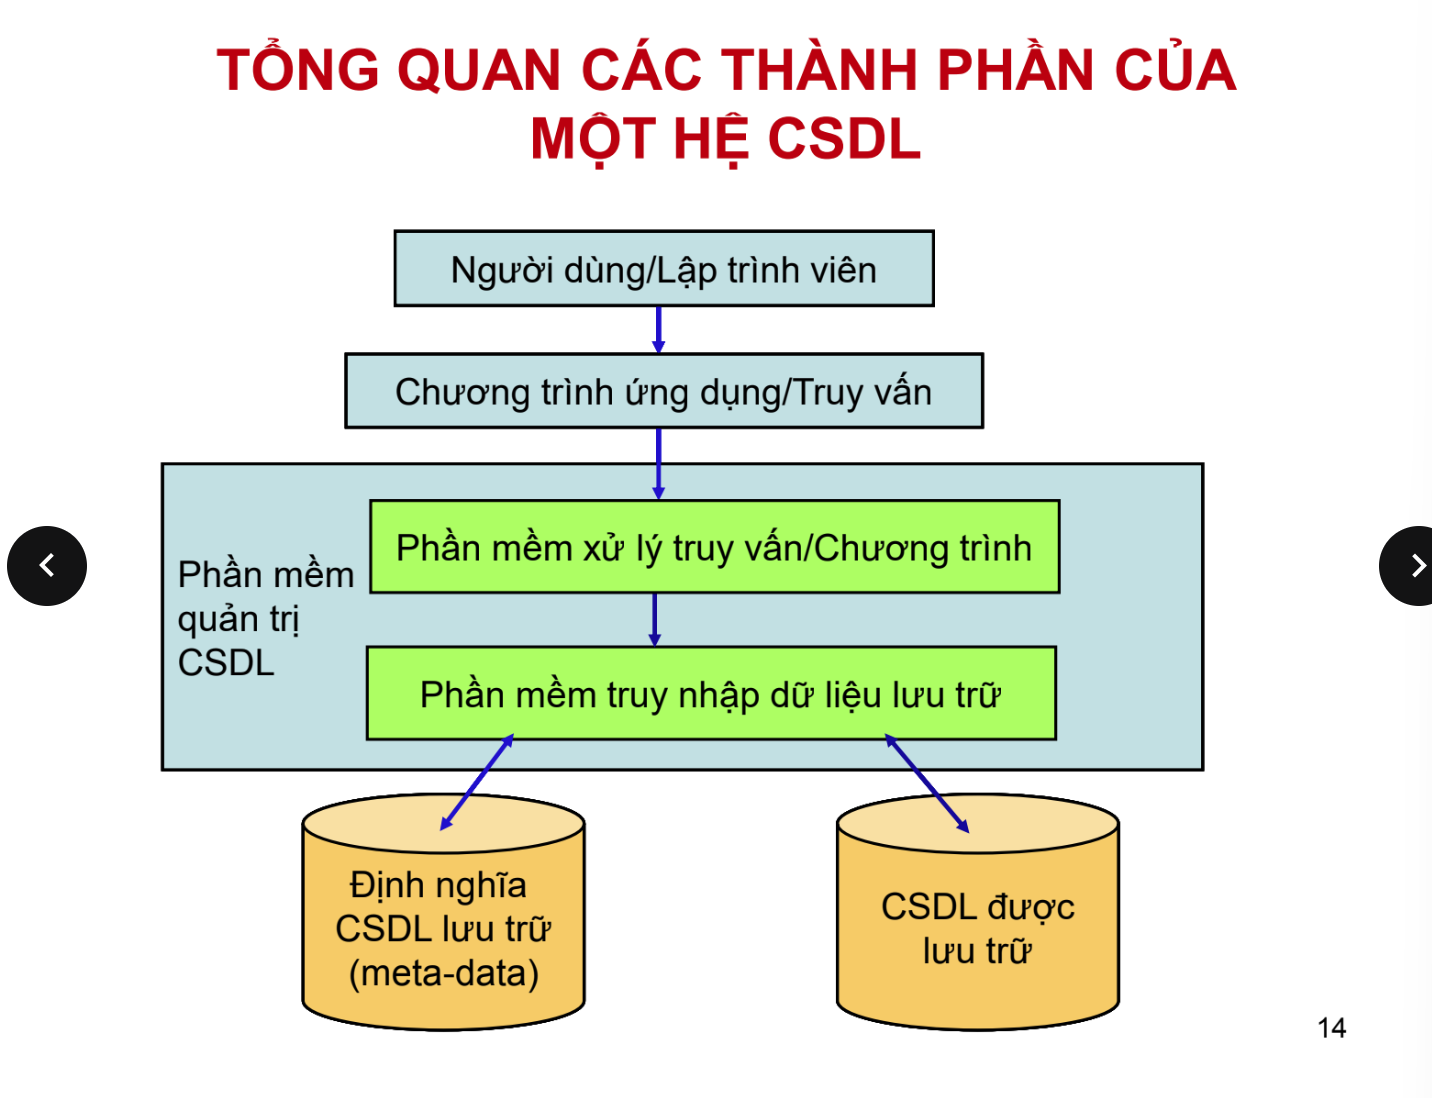 TỔNG QUAN CÁC THÀNH PHẦN CỦA
MỘT HỆ CSDL
Người dùng/Lập trình viên
Chương trình ứng dụng/Truy vấn
Phần mềm xử lý truy vấn/Chương trình
Phần mềm
quản trị
CSDL
Phần mềm truy nhập dữ liệu lưu trữ
Định nghĩa
CSDL lưu trữ
(meta-data)
CSDL được
lưu trữ
14